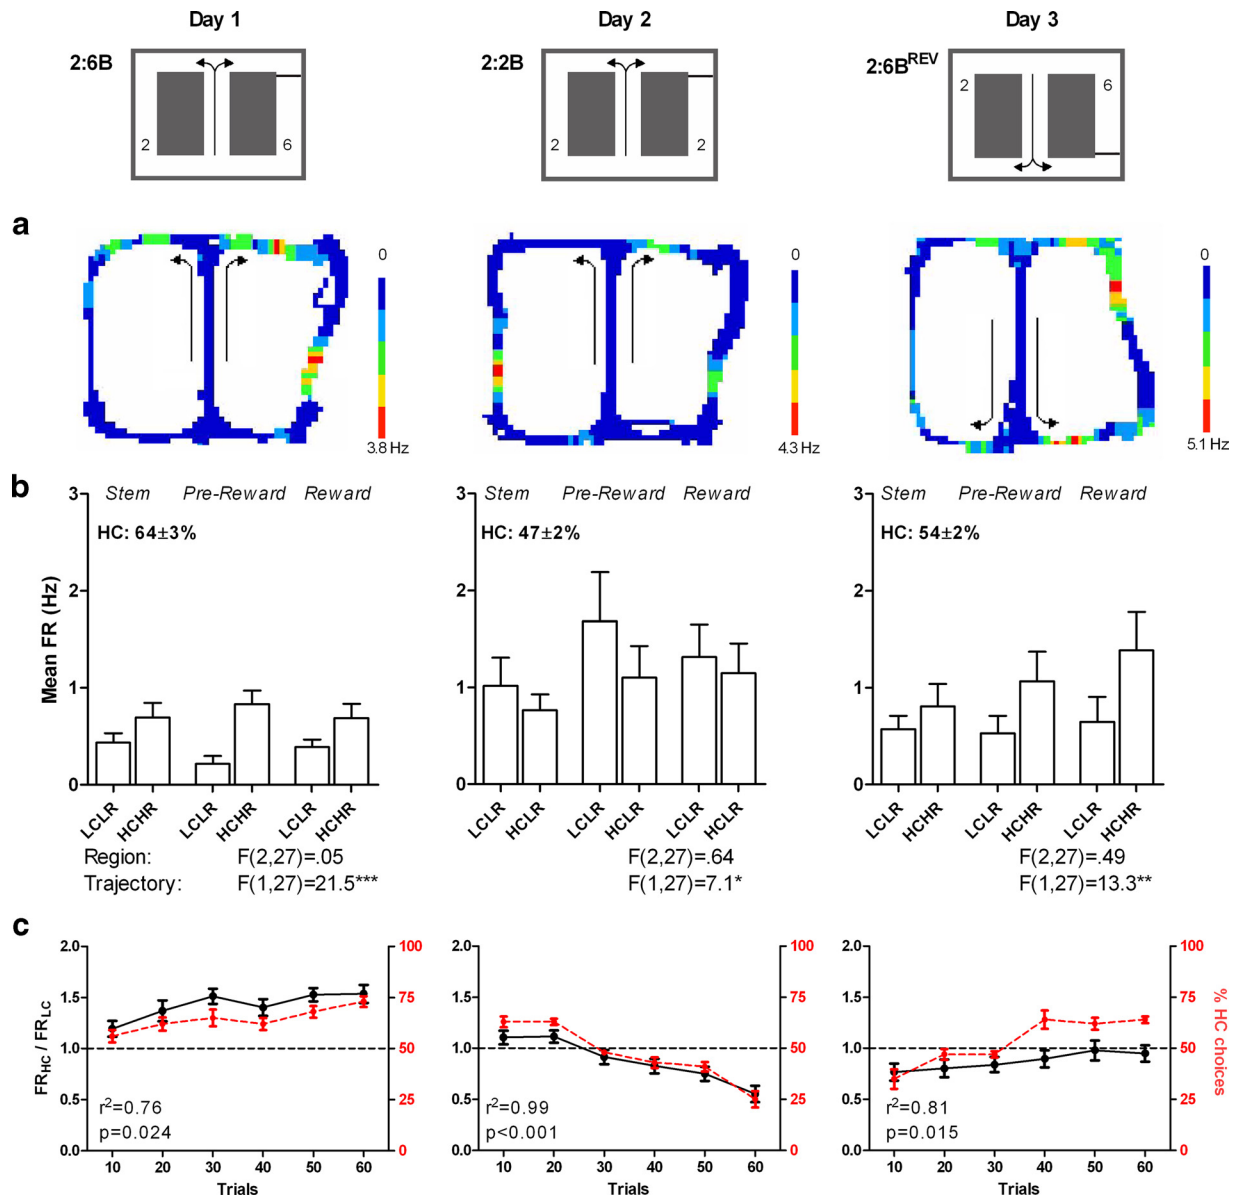 Day 1 Day 2 Day 3
2:6B 2:2B 2:6B^REV
2 6 2 2 2 6
a
0 0 0
3.8 Hz 4.3 Hz 5.1 Hz
b
Stem Pre-Reward Reward Stem Pre-Reward Reward Stem Pre-Reward Reward
HC: 64±3% HC: 47±2% HC: 54±2%
Mean FR (Hz)
3 2 1 0 3 2 1 0 3 2 1 0
LCLR HCHR LCLR HCHR LCLR HCHR LCLR HCLR LCLR HCLR LCLR HCLR LCLR HCHR LCLR HCHR LCLR HCHR
Region: F(2,27)=.05 F(2,27)=.64 F(2,27)=.49
Trajectory: F(1,27)=21.5*** F(1,27)=7.1* F(1,27)=13.3**
c
FR_HC / FR_LC
2.0 100 2.0 100 2.0 100
1.5 75 1.5 75 1.5 75
1.0 50 1.0 50 1.0 50
0.5 25 0.5 25 0.5 25
0.0 0 0.0 0 0.0 0
% HC choices
r²=0.76 r²=0.99 r²=0.81
p=0.024 p<0.001 p=0.015
10 20 30 40 50 60 10 20 30 40 50 60 10 20 30 40 50 60
Trials Trials Trials